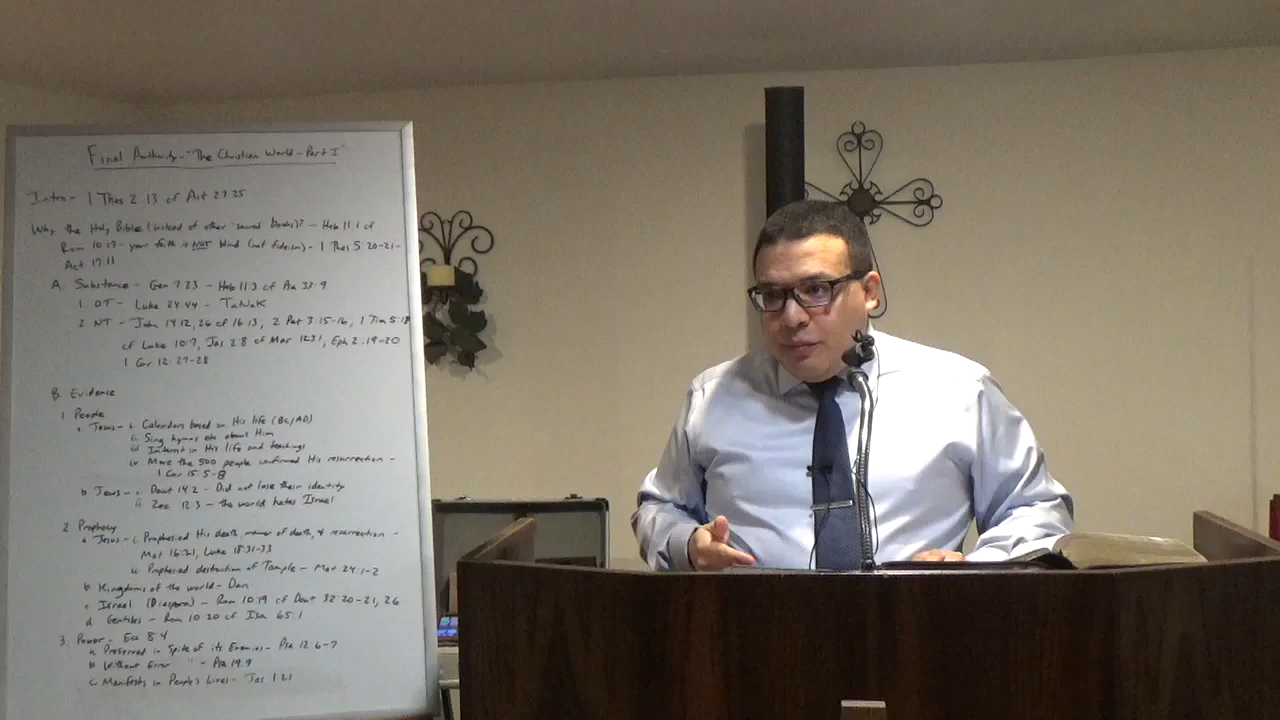 Final Authority - "The Christian World - Part I"
Intro - 1 Thes 2:13 cf Act 27:25
Why the Holy Bible (instead of other "sacred books)? - Heb 11:1 cf
Rom 10:17 - your faith is NOT blind (not fideism) - 1 Thes 5:20-21 -
Act 17:11
A. Substance - Gen 7:23 - Heb 11:3 cf Psa 33:9
1. OT - Luke 24:44 - TaNaK
2. NT - John 14:12, 26 cf 16:13, 2 Pet 3:15-16, 1 Tim 5:18
cf Luke 10:7, Jas 2:8 cf Mar 12:31, Eph 2:19-20
1 Cor 12:27-28
B. Evidence
1. People
a. Jesus - i. Calendars based on His life (BC/AD)
ii. Sing hymns etc about Him
iii. Interest in His life and teachings
iv. More the 500 people confirmed His resurrection -
1 Cor 15:5-8
b. Jews - i. Deut 14:2 - Did not lose their identity
ii. Zec 12:3 - the world hates Israel
2. Prophecy
a. Jesus - i. Prophesied His death, manner of death, & resurrection -
Mat 16:21, Luke 18:31-33
ii. Prophesied destruction of Temple - Mat 24:1-2
b. Kingdoms of the world - Dan
c. Israel (Diaspora) - Rom 10:19 cf Deut 32:20-21, 26
d. Gentiles - Rom 10:20 cf Isa 65:1
3. Power - Ecc 8:4
a. Preserved in Spite of its Enemies - Psa 12:6-7
b. Without Error " - Psa 19:9
c. Manifests in People's Lives - Jas 1:21